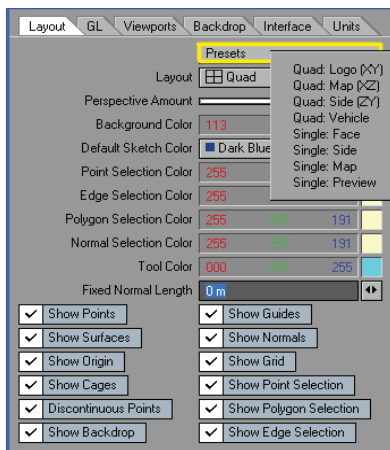 Layout GL Viewports Backdrop Interface Units
Presets
Quad: Logo (XY)
Quad: Map (XZ)
Quad: Side (ZY)
Quad: Vehicle
Single: Face
Single: Side
Single: Map
Single: Preview
Layout Quad
Perspective Amount
Background Color 113
Default Sketch Color Dark Blue
Point Selection Color 255
Edge Selection Color 255
Polygon Selection Color 255 255 191
Normal Selection Color 255 255 191
Tool Color 000 255 255
Fixed Normal Length 0 m
Show Points Show Guides
Show Surfaces Show Normals
Show Origin Show Grid
Show Cages Show Point Selection
Discontinuous Points Show Polygon Selection
Show Backdrop Show Edge Selection